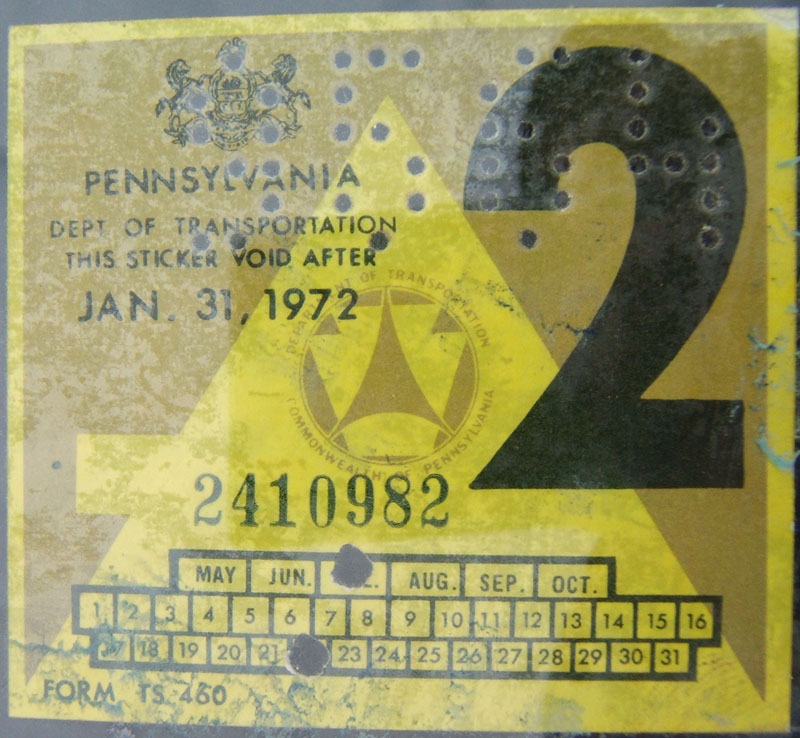 PENNSYLVANIA
DEPT. OF TRANSPORTATION
THIS STICKER VOID AFTER
JAN. 31, 1972
2
DEPARTMENT OF TRANSPORTATION
COMMONWEALTH OF PENNSYLVANIA
2410982
MAY JUN. AUG. SEP. OCT.
1 2 3 4 5 6 7 8 9 10 11 12 13 14 15 16
17 18 19 20 21 23 24 25 26 27 28 29 30 31
FORM TS 460